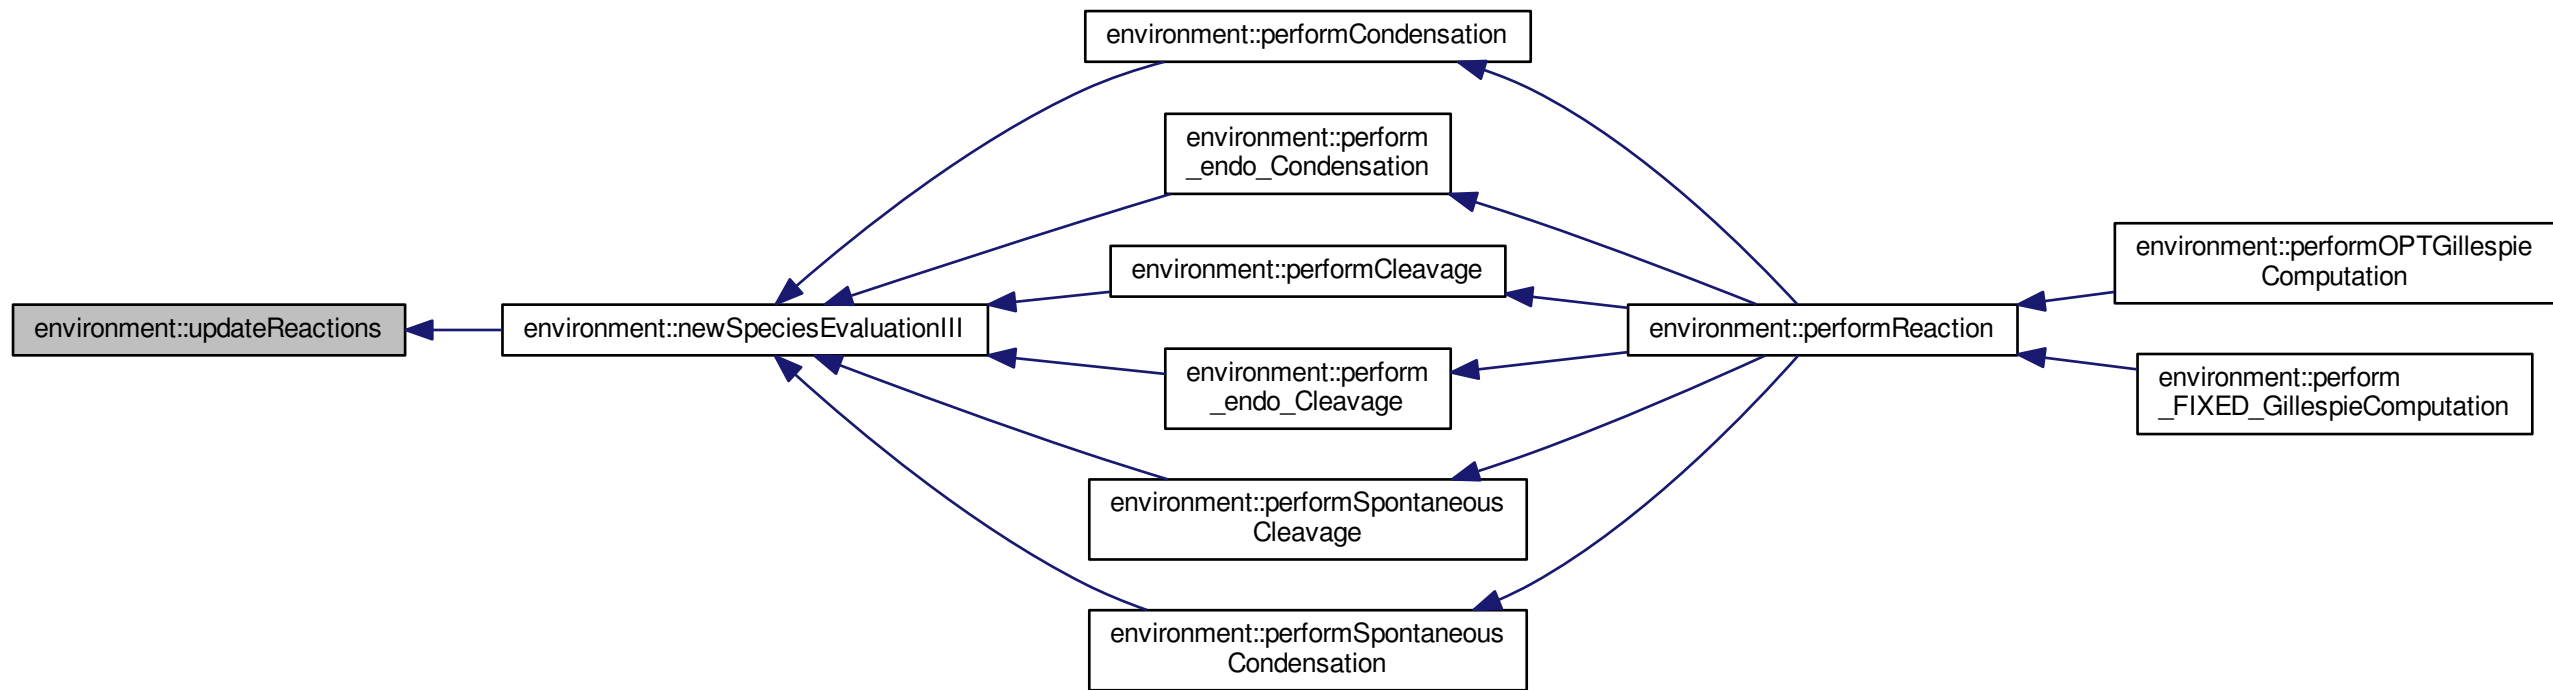 environment::performCondensation
environment::perform
_endo_Condensation
environment::performCleavage
environment::performOPTGillespie
Computation
environment::updateReactions
environment::newSpeciesEvaluationIII
environment::performReaction
environment::perform
_endo_Cleavage
environment::perform
_FIXED_GillespieComputation
environment::performSpontaneous
Cleavage
environment::performSpontaneous
Condensation